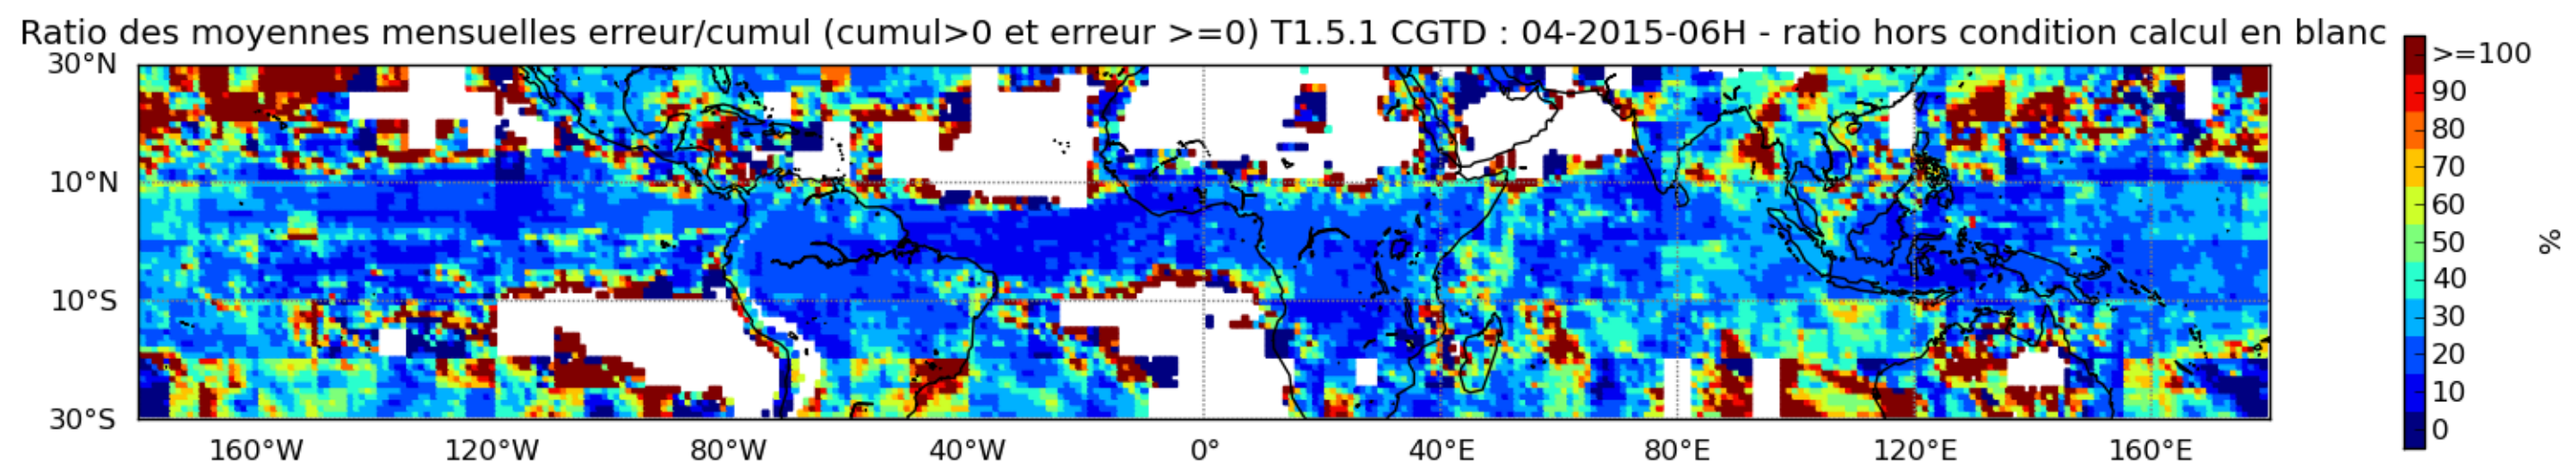 Ratio des moyennes mensuelles erreur/cumul (cumul>0 et erreur >=0) T1.5.1 CGTD : 04-2015-06H - ratio hors condition calcul en blanc
30°N
10°N
10°S
30°S
160°W 120°W 80°W 40°W 0° 40°E 80°E 120°E 160°E
>=100
90
80
70
60
50
40
30
20
10
0
%